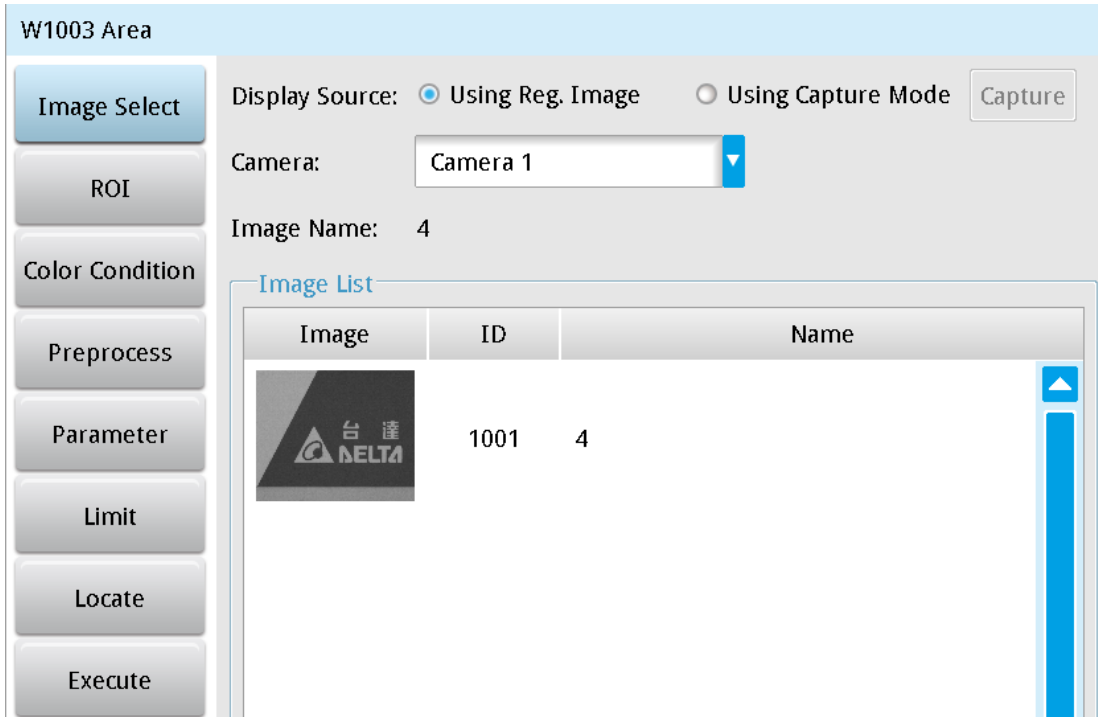 W1003 Area
Image Select
ROI
Color Condition
Preprocess
Parameter
Limit
Locate
Execute
Display Source: Using Reg. Image Using Capture Mode Capture
Camera: Camera 1
Image Name: 4
Image List
Image ID Name
台達
DELTA
1001 4